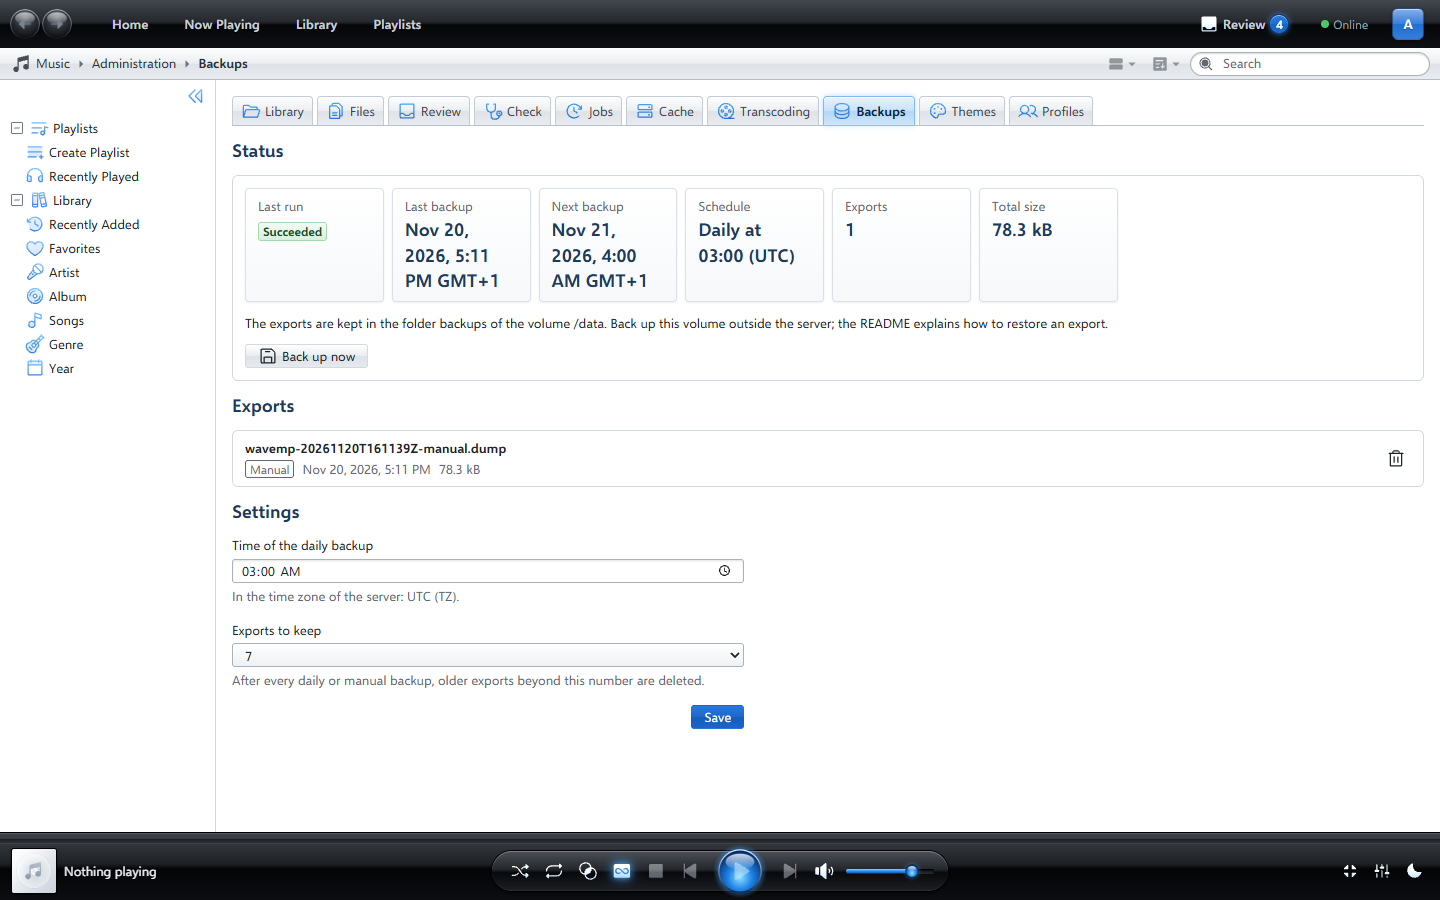 Home
Now Playing
Library
Playlists
Review 4
Online
A
Music
Administration
Backups
Search
Playlists
Create Playlist
Recently Played
Library
Recently Added
Favorites
Artist
Album
Songs
Genre
Year
Library
Files
Review
Check
Jobs
Cache
Transcoding
Backups
Themes
Profiles
Status
Last run
Succeeded
Last backup
Nov 20,
2026, 5:11
PM GMT+1
Next backup
Nov 21,
2026, 4:00
AM GMT+1
Schedule
Daily at
03:00 (UTC)
Exports
1
Total size
78.3 kB
The exports are kept in the folder backups of the volume /data. Back up this volume outside the server; the README explains how to restore an export.
Back up now
Exports
wavemp-20261120T161139Z-manual.dump
Manual Nov 20, 2026, 5:11 PM 78.3 kB
Settings
Time of the daily backup
03:00 AM
In the time zone of the server: UTC (TZ).
Exports to keep
7
After every daily or manual backup, older exports beyond this number are deleted.
Save
Nothing playing